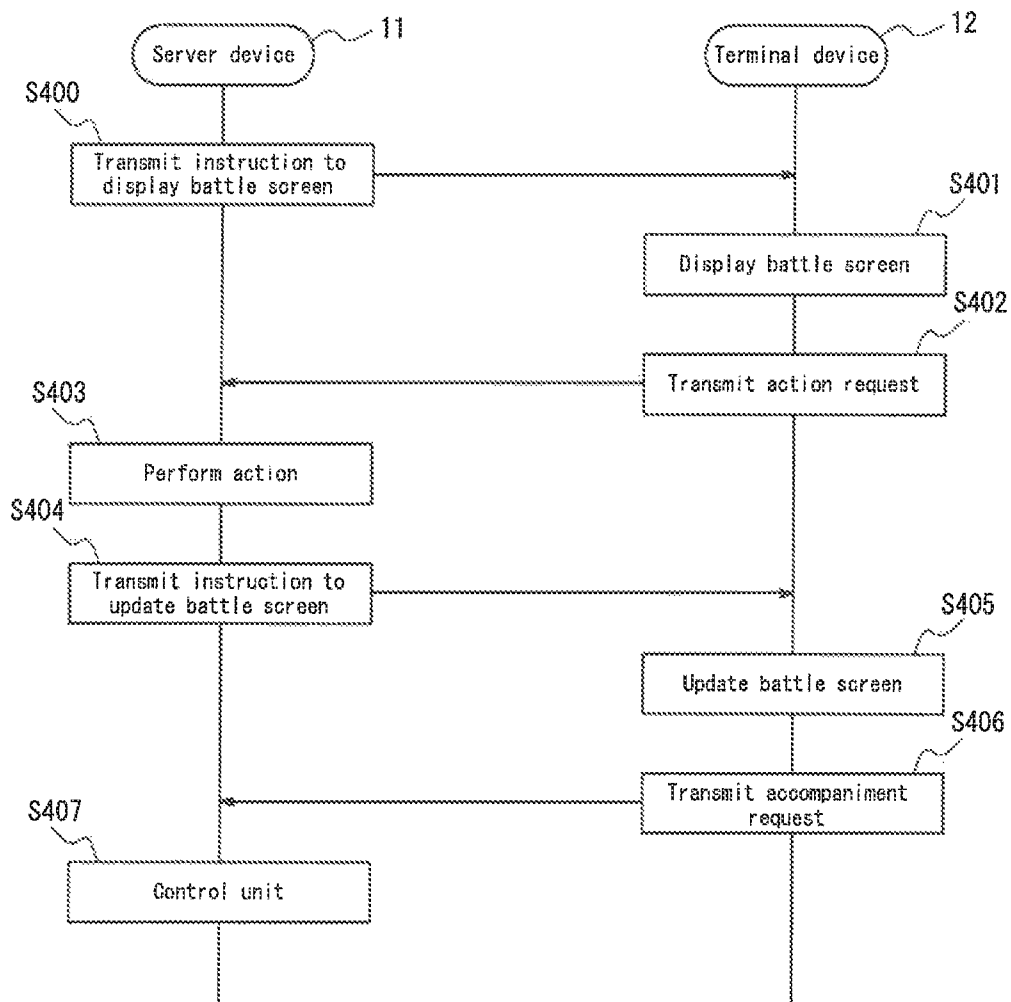 11
12
Server device
Terminal device
S400
Transmit instruction to
display battle screen
S401
Display battle screen
S402
Transmit action request
S403
Perform action
S404
Transmit instruction to
update battle screen
S405
Update battle screen
S406
Transmit accompaniment
request
S407
Control unit